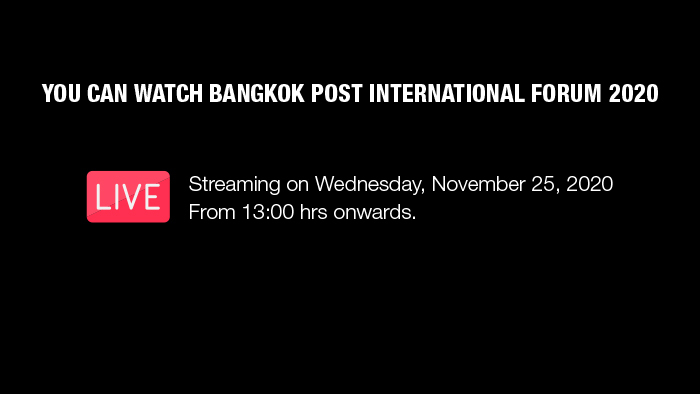 YOU CAN WATCH BANGKOK POST INTERNATIONAL FORUM 2020
LIVE
Streaming on Wednesday, November 25, 2020
From 13:00 hrs onwards.